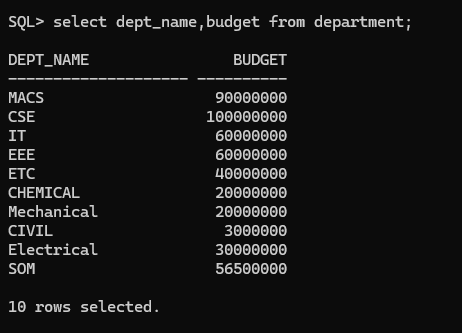 SQL> select dept_name,budget from department;
DEPT_NAME                BUDGET
-------------------- ----------
MACS                   90000000
CSE                   100000000
IT                     60000000
EEE                    60000000
ETC                    40000000
CHEMICAL               20000000
Mechanical             20000000
CIVIL                   3000000
Electrical             30000000
SOM                    56500000
10 rows selected.